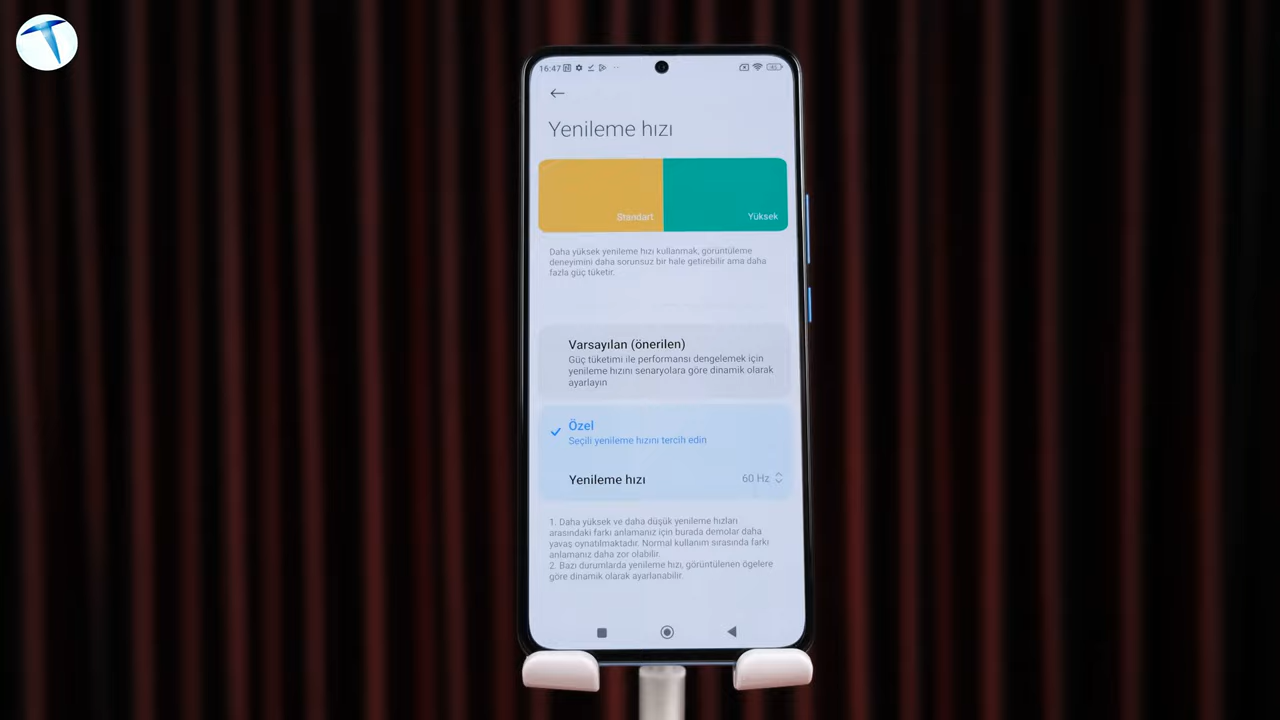 16:47
Yenileme hızı
Standart
Yüksek
Daha yüksek yenileme hızı kullanmak, görüntüleme
deneyimini daha sorunsuz bir hale getirebilir ama daha
fazla güç tüketir.
Varsayılan (önerilen)
Güç tüketimi ile performansı dengelemek için
yenileme hızını senaryolara göre dinamik olarak
ayarlayın
Özel
Seçili yenileme hızını tercih edin
Yenileme hızı
60 Hz
1. Daha yüksek ve daha düşük yenileme hızları
arasındaki farkı anlamanız için burada demolar daha
yavaş oynatılmaktadır. Normal kullanım sırasında farkı
anlamanız daha zor olabilir.
2. Bazı durumlarda yenileme hızı, görüntülenen ögelere
göre dinamik olarak ayarlanabilir.